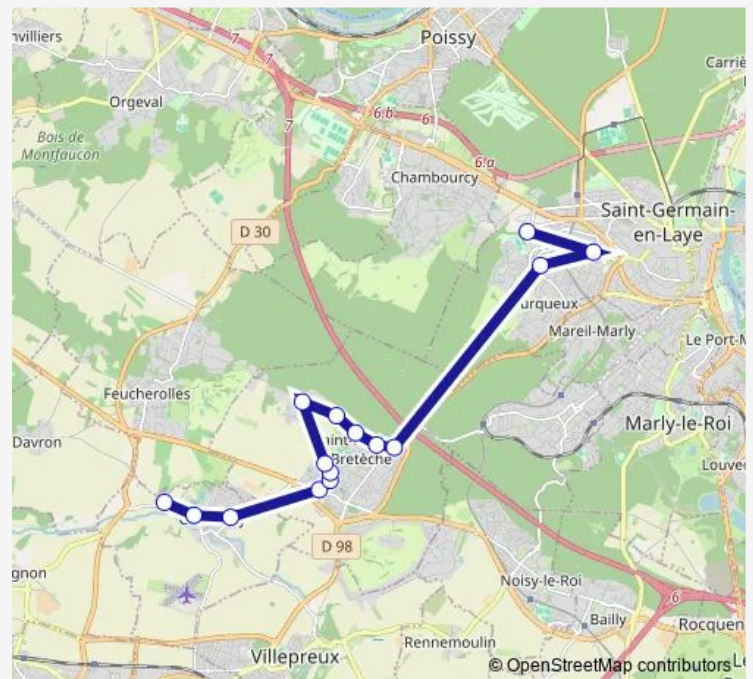 nvilliers
7
7
Poissy
Carriè
Orgeval
6.b
6
7
Bois de
Montfaucon
6.a
Chambourcy
Saint-Germain-
en-Laye
D 30
urqueux
Mareil-Marly
Le Port-M
Feucherolles
Marly-le-Roi
Davron
Bretèche
Louve
D 98
gnon
Noisy-le-Roi
6
Bailly
Rocquen
Rennemoulin
Villepreux
© OpenStreetMap contributors